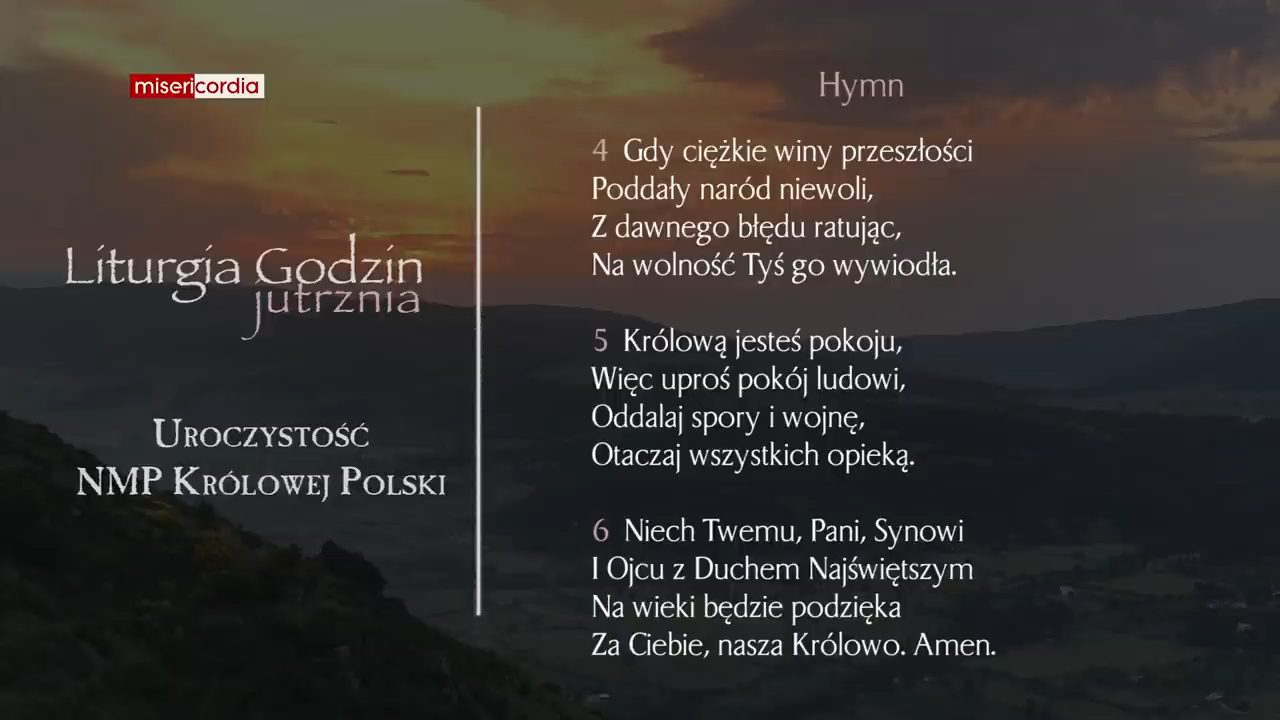 misericordia
Liturgia Godzin
jutrznia
Uroczystość
NMP Królowej Polski
Hymn
4 Gdy ciężkie winy przeszłości
Poddały naród niewoli,
Z dawnego błędu ratując,
Na wolność Tyś go wywiodła.
5 Królową jesteś pokoju,
Więc uproś pokój ludowi,
Oddalaj spory i wojnę,
Otaczaj wszystkich opieką.
6 Niech Twemu, Pani, Synowi
I Ojcu z Duchem Najświętszym
Na wieki będzie podzięka
Za Ciebie, nasza Królowo. Amen.